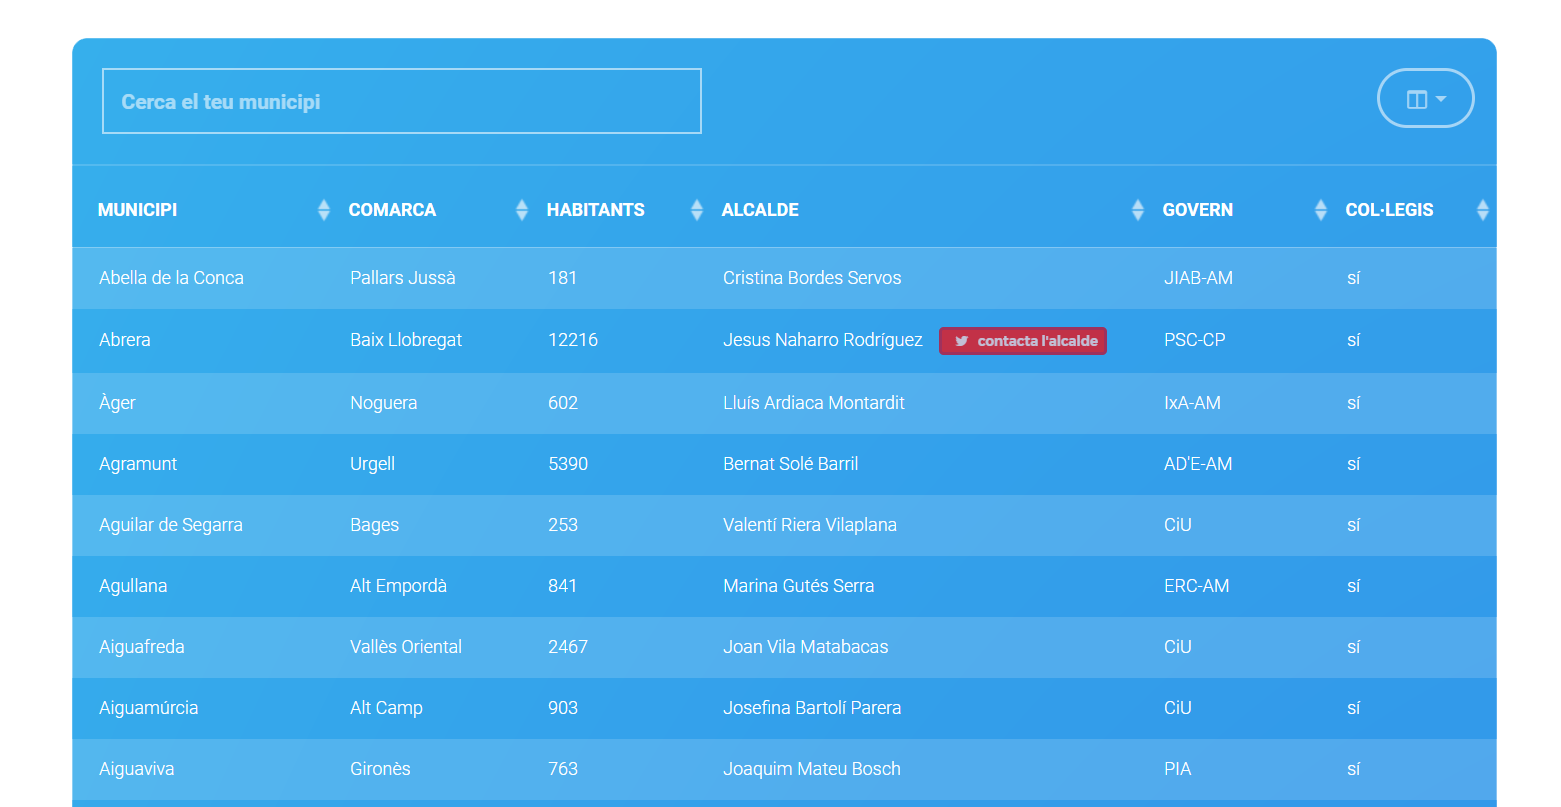 Cerca el teu municipi
MUNICIPI COMARCA HABITANTS ALCALDE GOVERN COL·LEGIS
Abella de la Conca Pallars Jussà 181 Cristina Bordes Servos JIAB-AM sí
Abrera Baix Llobregat 12216 Jesus Naharro Rodríguez contacta l'alcalde PSC-CP sí
Àger Noguera 602 Lluís Ardiaca Montardit IxA-AM sí
Agramunt Urgell 5390 Bernat Solé Barril AD'E-AM sí
Aguilar de Segarra Bages 253 Valentí Riera Vilaplana CiU sí
Agullana Alt Empordà 841 Marina Gutés Serra ERC-AM sí
Aiguafreda Vallès Oriental 2467 Joan Vila Matabacas CiU sí
Aiguamúrcia Alt Camp 903 Josefina Bartolí Parera CiU sí
Aiguaviva Gironès 763 Joaquim Mateu Bosch PIA sí